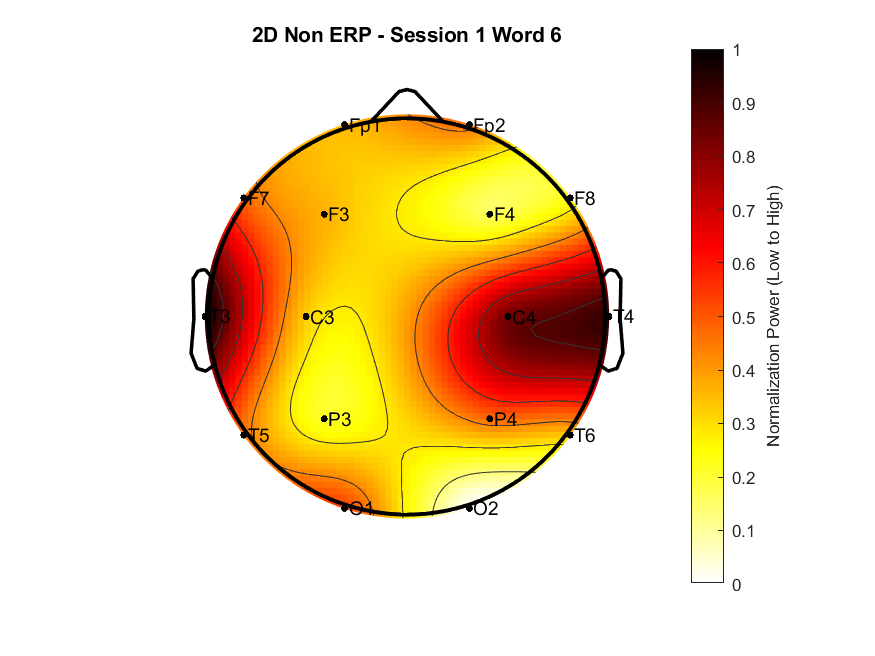 2D Non ERP - Session 1 Word 6
Fp1 Fp2
F7 F8
F3 F4
T3 C3 C4 T4
P3 P4
T5 T6
O1 O2
1
0.9
0.8
0.7
0.6
0.5
0.4
0.3
0.2
0.1
0
Normalization Power (Low to High)